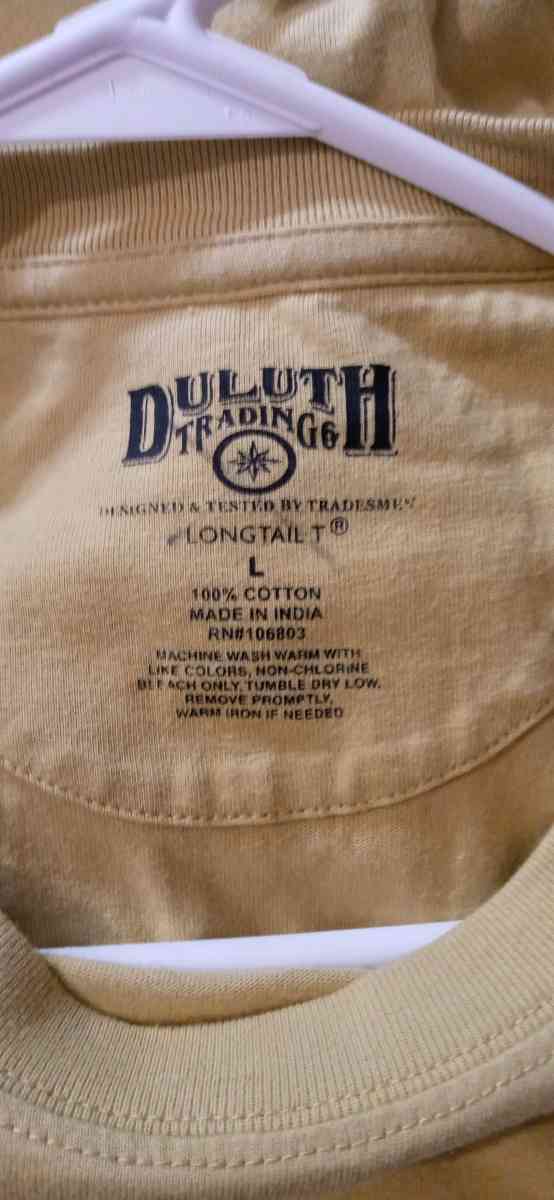 DULUTH
TRADING Co
DESIGNED & TESTED BY TRADESMEN
LONGTAIL T®
L
100% COTTON
MADE IN INDIA
RN#106803
MACHINE WASH WARM WITH
LIKE COLORS, NON-CHLORINE
BLEACH ONLY, TUMBLE DRY LOW.
REMOVE PROMPTLY,
WARM IRON IF NEEDED